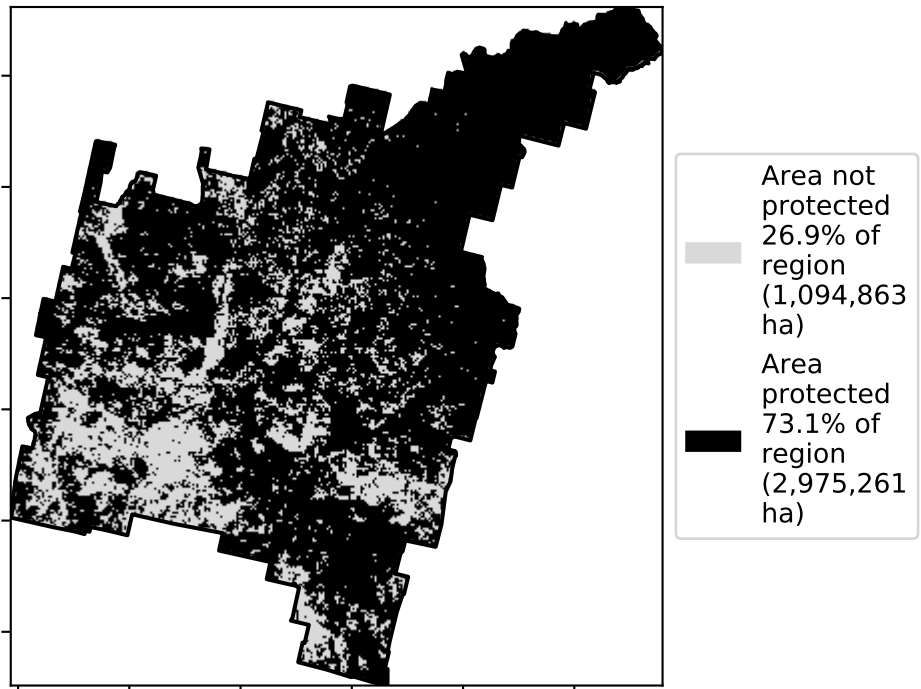 Area not
protected
26.9% of
region
(1,094,863
ha)
Area
protected
73.1% of
region
(2,975,261
ha)